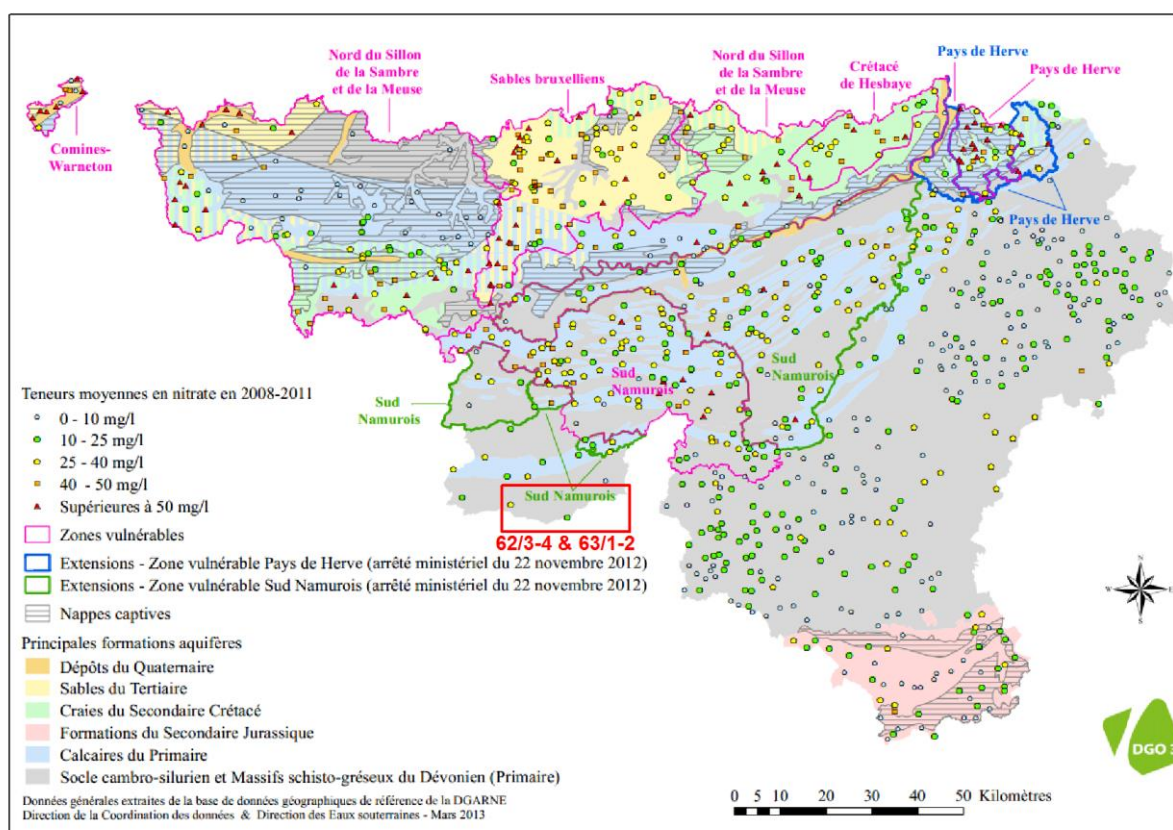 Nord du Sillon
de la Sambre
et de la Meuse
Sables bruxelliens
Nord du Sillon
de la Sambre
et de la Meuse
Crétacé
de Hesbaye
Pays de Herve
Pays de Herve
Comines-
Warneton
Pays de Herve
Sud
Namurois
Sud
Namurois
Sud
Namurois
Sud Namurois
62/3-4 & 63/1-2
Teneurs moyennes en nitrate en 2008-2011
0 - 10 mg/l
10 - 25 mg/l
25 - 40 mg/l
40 - 50 mg/l
Supérieures à 50 mg/l
Zones vulnérables
Extensions - Zone vulnérable Pays de Herve (arrêté ministériel du 22 novembre 2012)
Extensions - Zone vulnérable Sud Namurois (arrêté ministériel du 22 novembre 2012)
Nappes captives
Principales formations aquifères
Dépôts du Quaternaire
Sables du Tertiaire
Craies du Secondaire Crétacé
Formations du Secondaire Jurassique
Calcaires du Primaire
Socle cambro-silurien et Massifs schisto-gréseux du Dévonien (Primaire)
Données générales extraites de la base de données géographiques de référence de la DGARNE
Direction de la Coordination des données & Direction des Eaux souterraines - Mars 2013
N
W E
S
DGO 3
0 5 10 20 30 40 50 Kilomètres